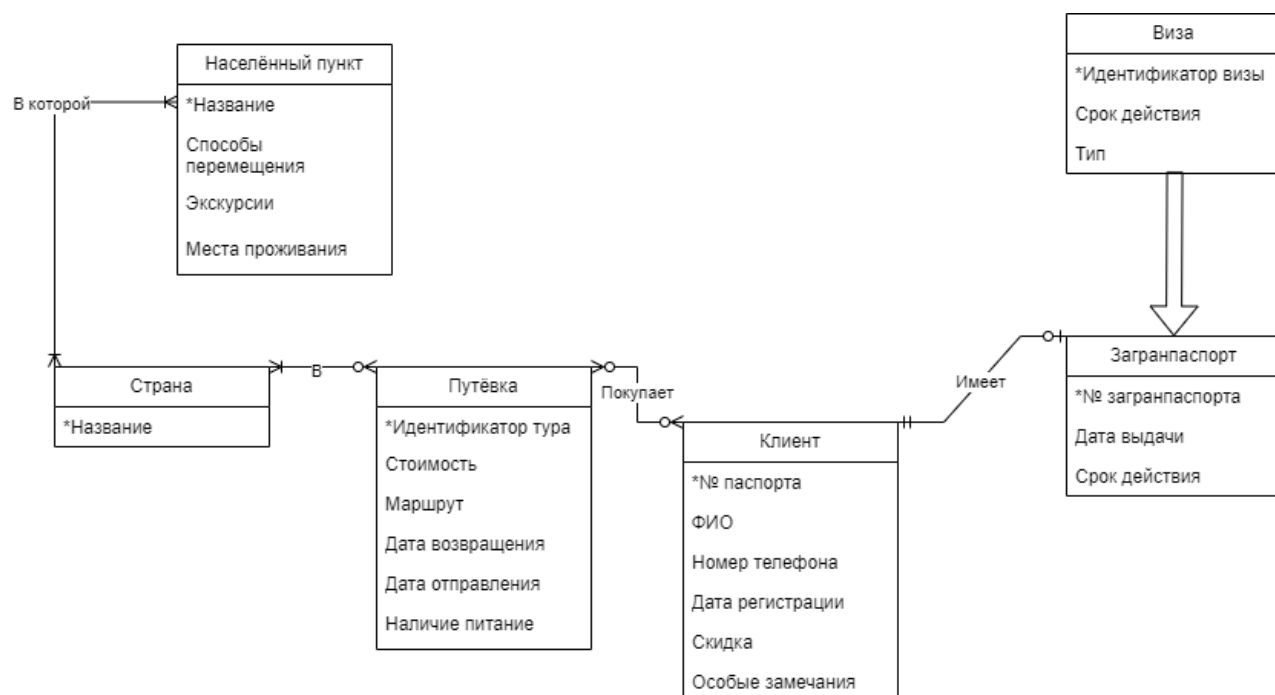 Виза
*Идентификатор визы
Срок действия
Тип
Населённый пункт
*Название
Способы
перемещения
Экскурсии
Места проживания
В которой
Страна
*Название
В
Путёвка
*Идентификатор тура
Стоимость
Маршрут
Дата возвращения
Дата отправления
Наличие питание
Покупает
Клиент
*№ паспорта
ФИО
Номер телефона
Дата регистрации
Скидка
Особые замечания
Имеет
Загранпаспорт
*№ загранпаспорта
Дата выдачи
Срок действия